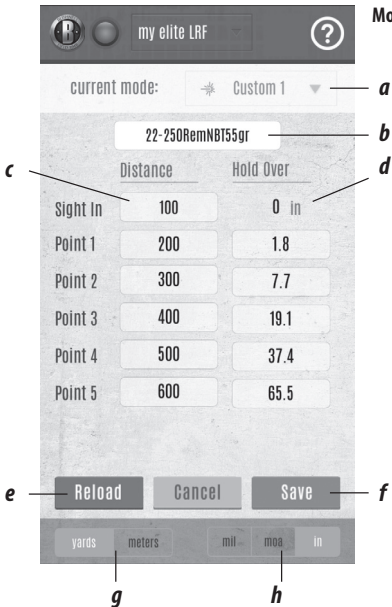 Mo
B my elite LRF ?
a
current mode: Custom 1
22-250RemNBT55gr b
c Distance Hold Over d
Sight In 100 0 in
Point 1 200 1.8
Point 2 300 7.7
Point 3 400 19.1
Point 4 500 37.4
Point 5 600 65.5
e Reload Cancel Save f
yards meters mil moa in
g h